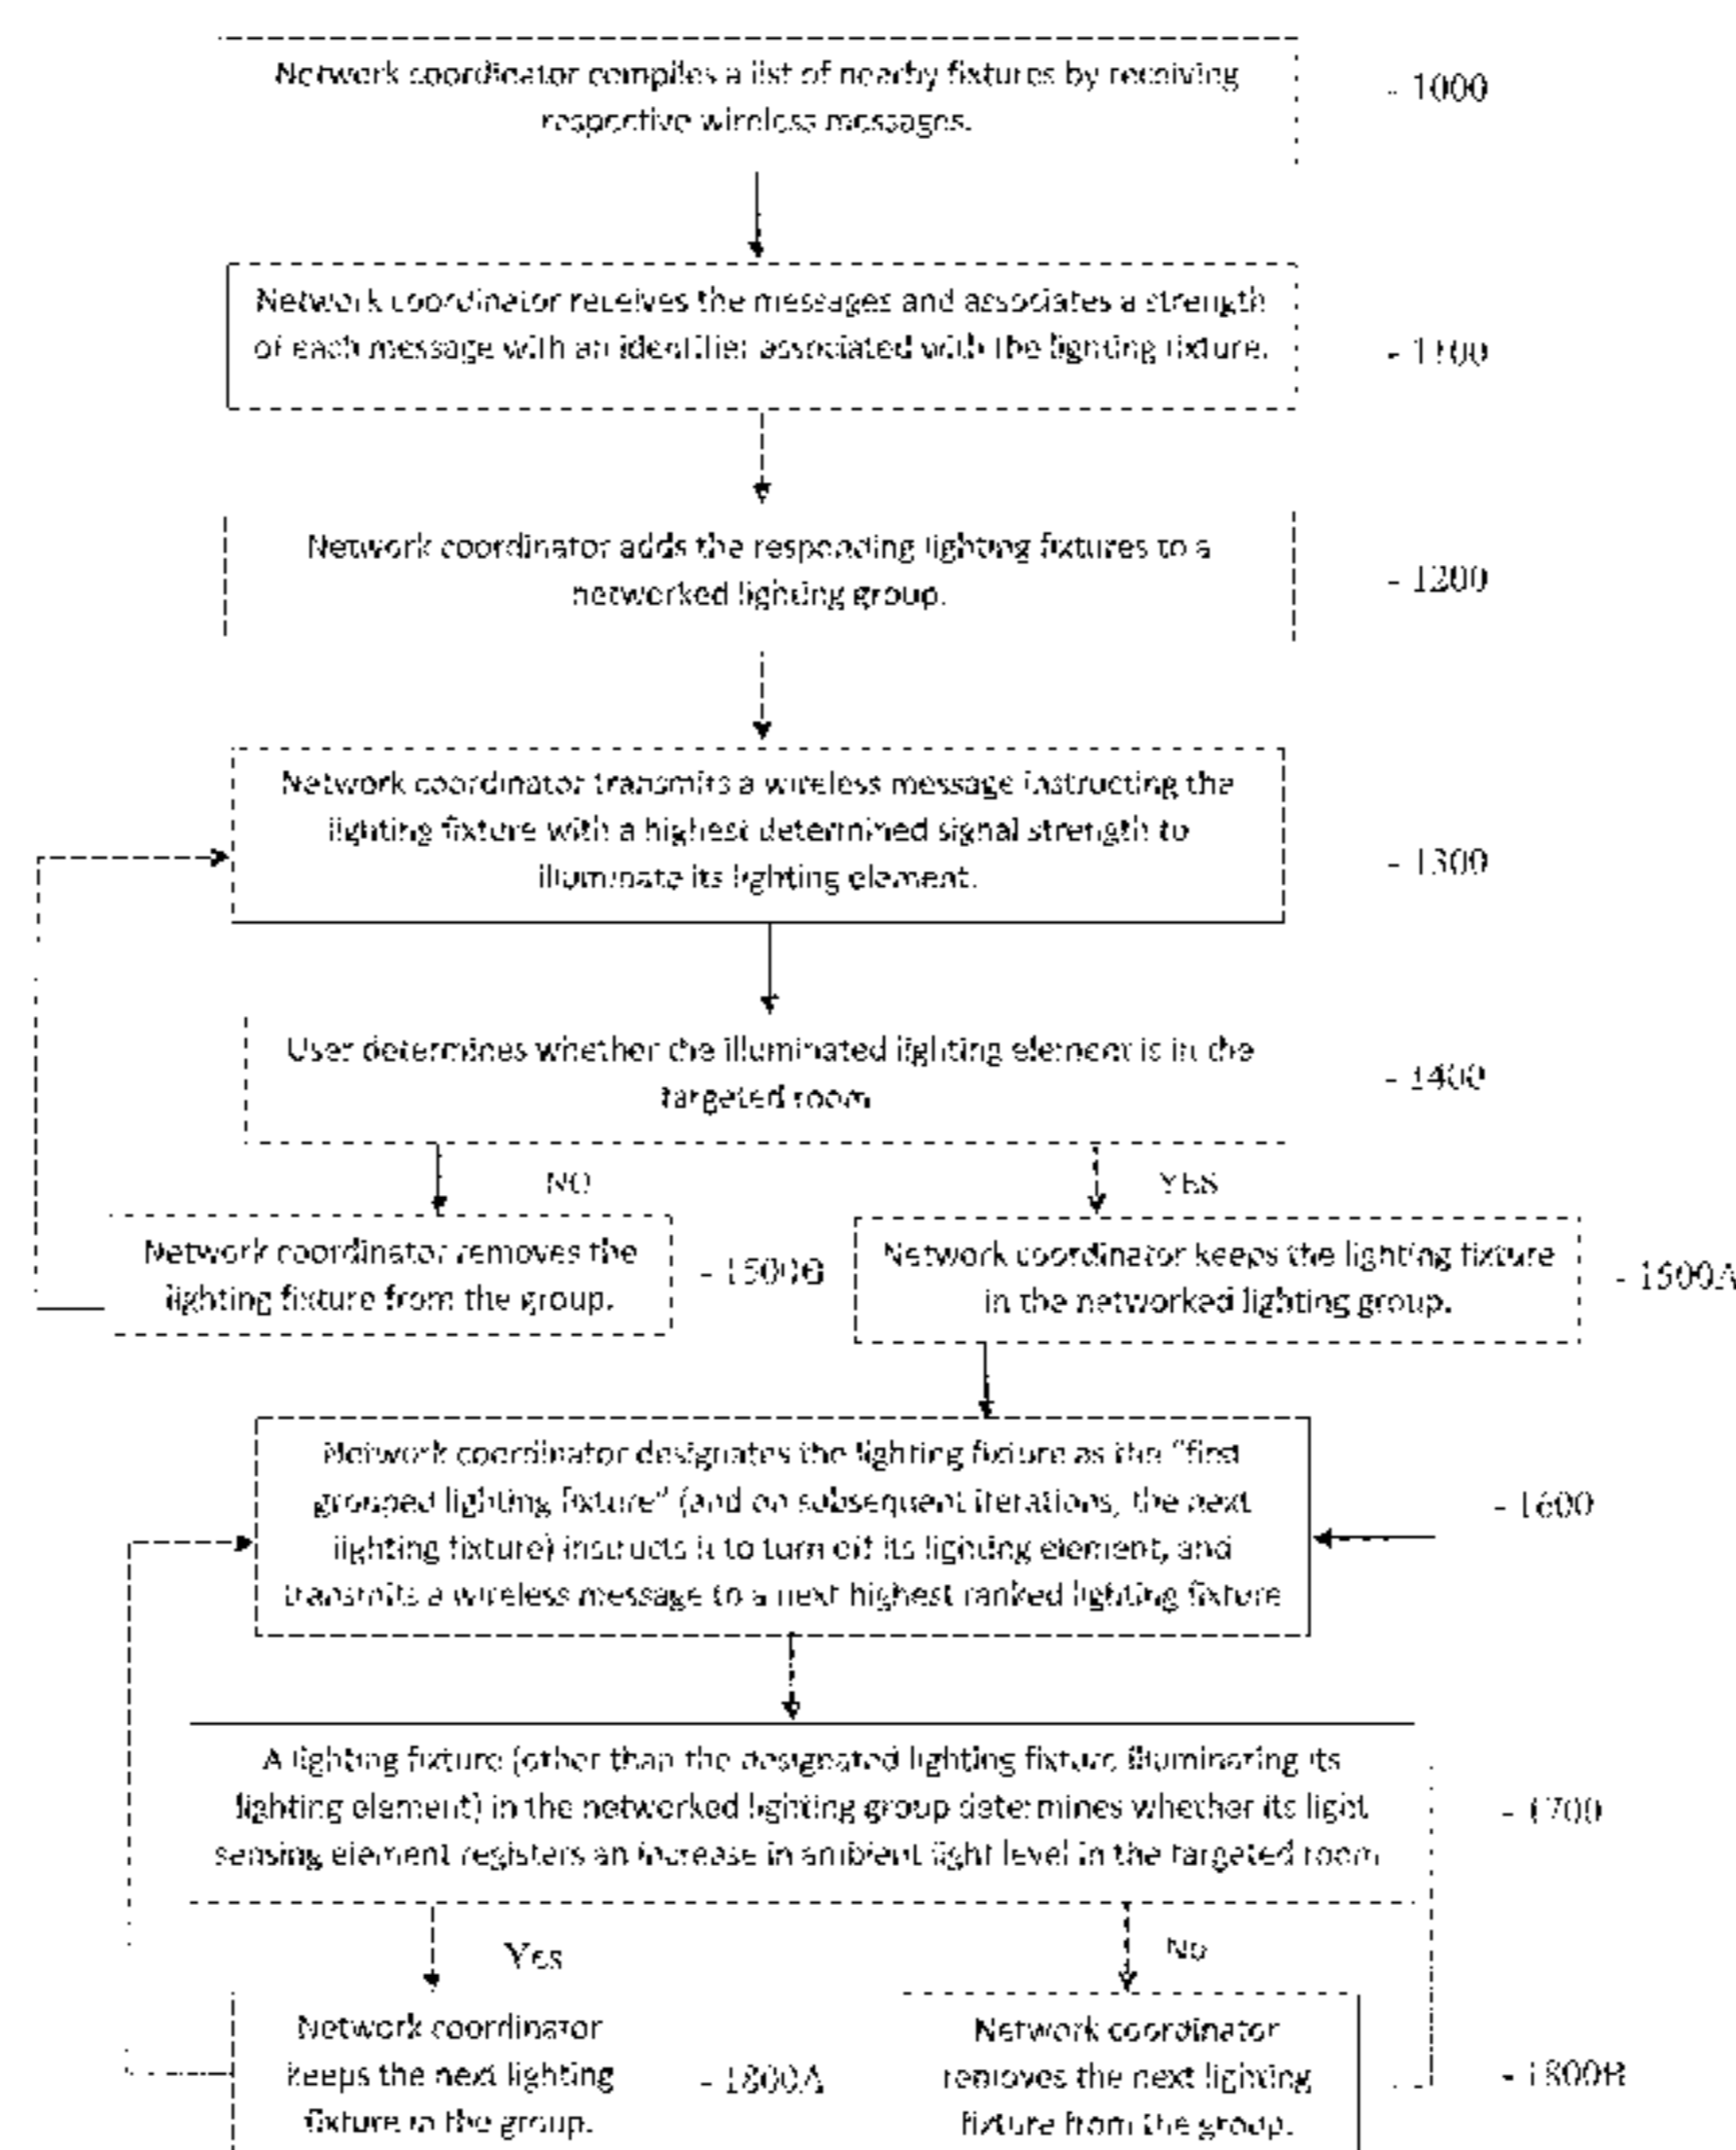 Network coordinator compiles a list of nearby fixtures by receiving
respective wireless messages.
- 1000
Network coordinator receives the messages and associates a strength
of each message with an identifier associated with the lighting fixture.
- 1100
Network coordinator adds the responding lighting fixtures to a
networked lighting group.
- 1200
Network coordinator transmits a wireless message instructing the
lighting fixture with a highest determined signal strength to
illuminate its lighting element.
- 1300
User determines whether the illuminated lighting element is in the
targeted room
- 1400
NO
YES
Network coordinator removes the
lighting fixture from the group.
- 1500B
Network coordinator keeps the lighting fixture
in the networked lighting group.
- 1500A
Network coordinator designates the lighting fixture as the "first
grouped lighting fixture" (and on subsequent iterations, the next
lighting fixture) instructs it to turn off its lighting element, and
transmits a wireless message to a next highest ranked lighting fixture
- 1600
A lighting fixture (other than the designated lighting fixture illuminating its
lighting element) in the networked lighting group determines whether its light
sensing element registers an increase in ambient light level in the targeted room
- 1700
Yes
No
Network coordinator
keeps the next lighting
fixture in the group.
- 1800A
Network coordinator
removes the next lighting
fixture from the group.
- 1800B